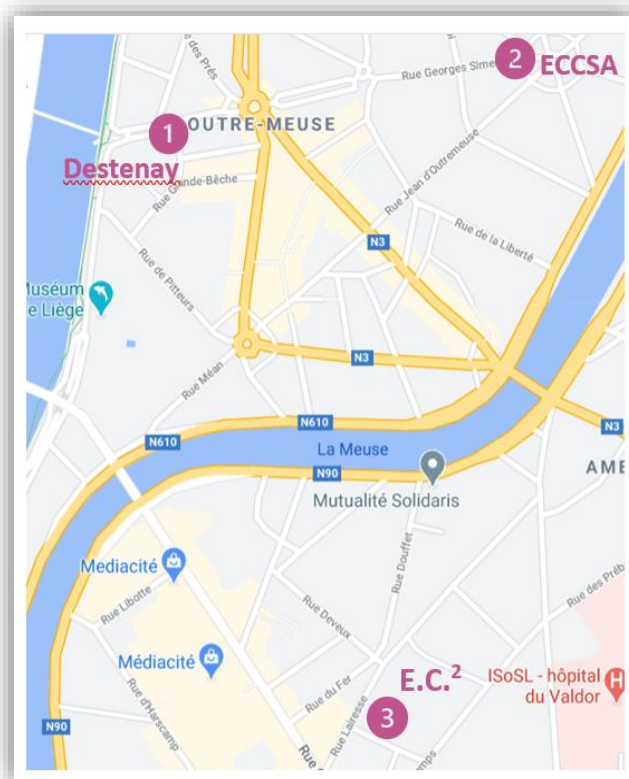 e des Prés
2 ECCSA
Rue Georges Sime
1
OUTRE-MEUSE
Destenay
Rue Grande-Bêche
Rue Jean d'Outremeuse
N3
Rue de la Liberté
Rue de Pitteurs
Muséum
e Liège
N3
Rue Méan
N610
N610
N3
La Meuse
N90
AME
Mutualité Solidaris
Mediacité
Rue Libotte
Rue Douffet
Rue des Préb
Rue Deveux
Médiacité
E.C.²
ISoSL - hôpital
du Valdor
H
Rue du Fer
Rue d'Harscamp
3
Rue Lairesse
N90
Rue
mps